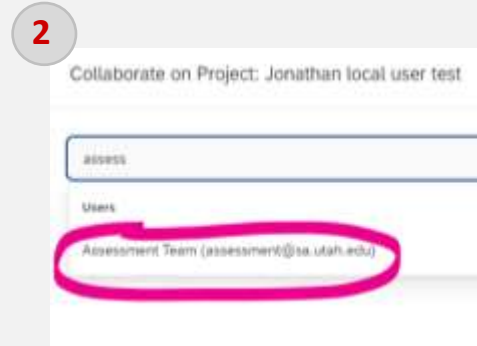 2
Collaborate on Project: Jonathan local user test
assess
Users
Assessment Team (assessment@sa.utah.edu)